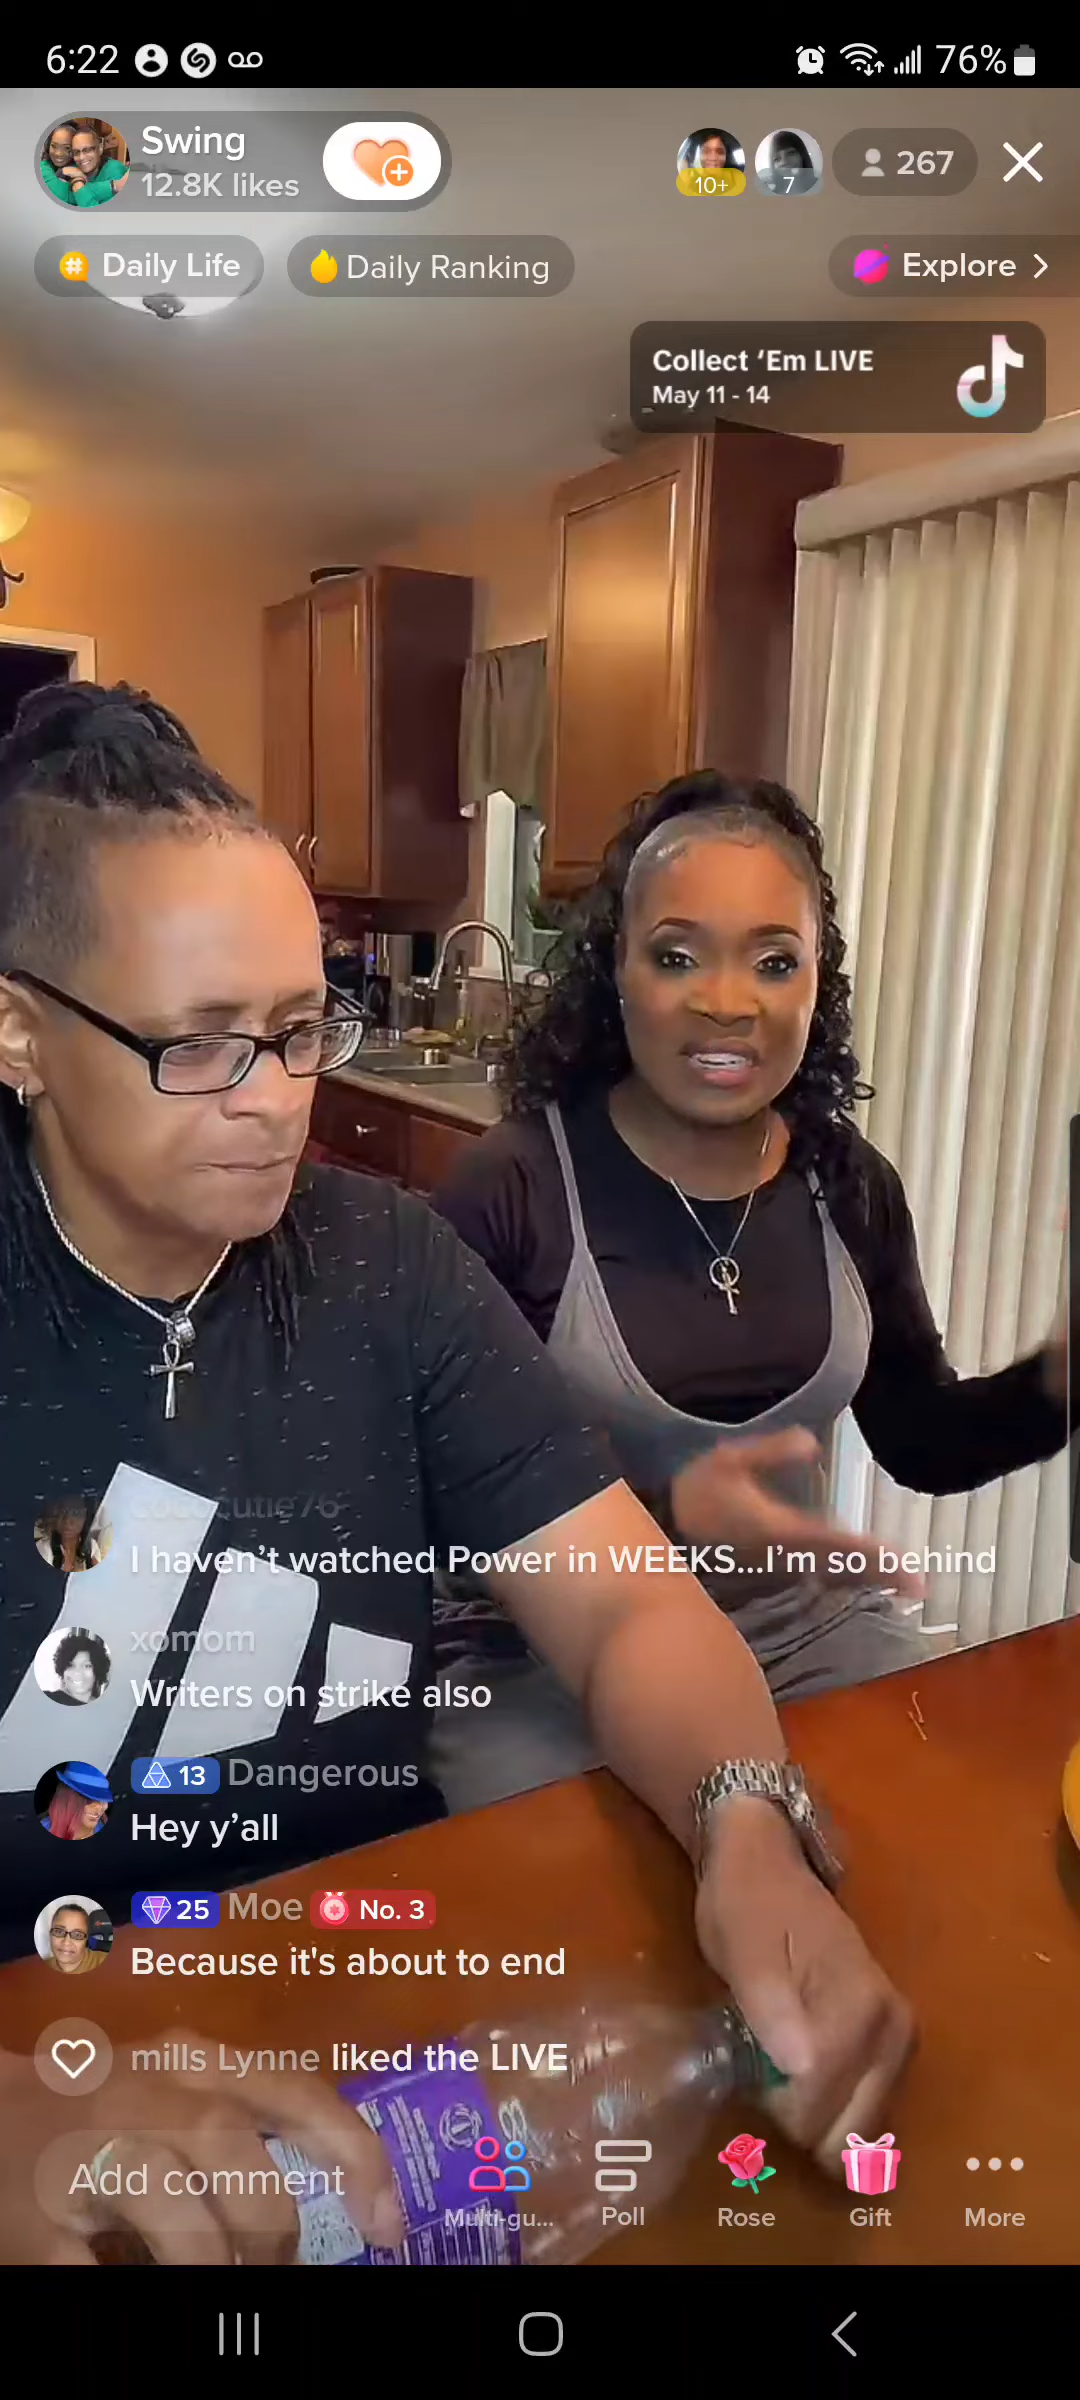 6:22
76%
Swing
12.8K likes
10+
7
267
Daily Life
Daily Ranking
Explore
Collect ‘Em LIVE
May 11 - 14
cococutie76
I haven’t watched Power in WEEKS...I’m so behind
xomom
Writers on strike also
13 Dangerous
Hey y’all
25 Moe No. 3
Because it's about to end
mills Lynne liked the LIVE
Add comment
Multi-gu...
Poll
Rose
Gift
More